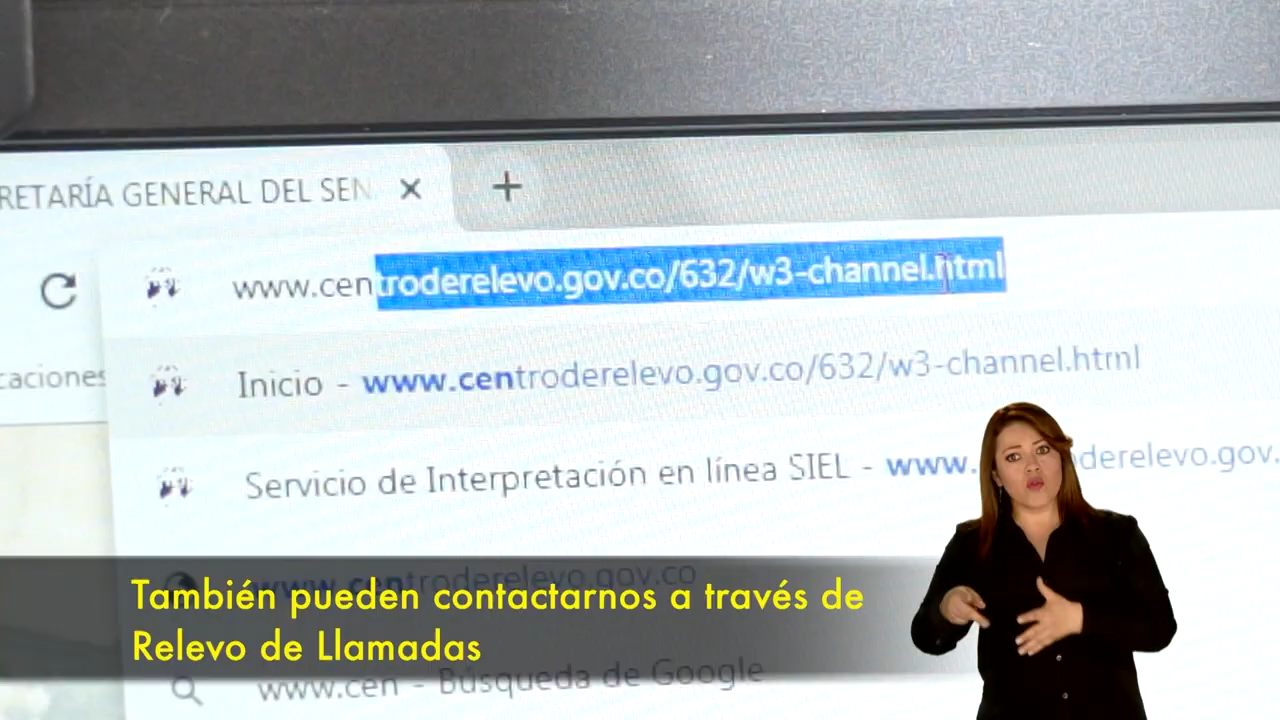 RETARÍA GENERAL DEL SEN
www.centroderelevo.gov.co/632/w3-channel.html
caciones
Inicio - www.centroderelevo.gov.co/632/w3-channel.html
Servicio de Interpretación en línea SIEL - www. oderelevo.gov.
www.centroderelevo.gov.co
También pueden contactarnos a través de
Relevo de Llamadas
www.cen - Búsqueda de Google